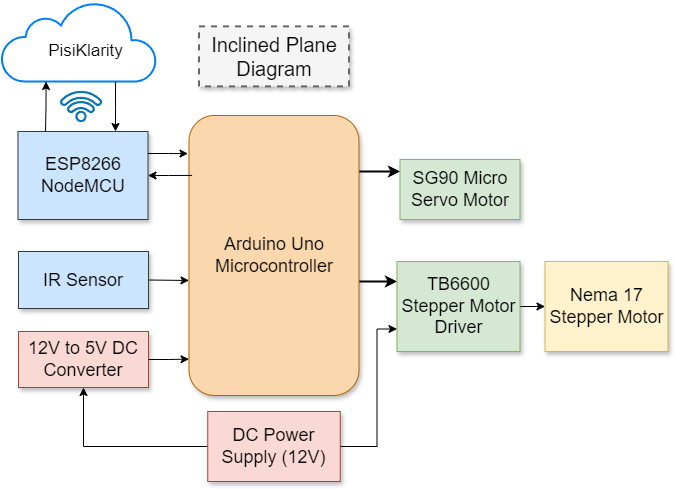 PisiKlarity
Inclined Plane
Diagram
ESP8266
NodeMCU
SG90 Micro
Servo Motor
Arduino Uno
Microcontroller
IR Sensor
TB6600
Stepper Motor
Driver
Nema 17
Stepper Motor
12V to 5V DC
Converter
DC Power
Supply (12V)